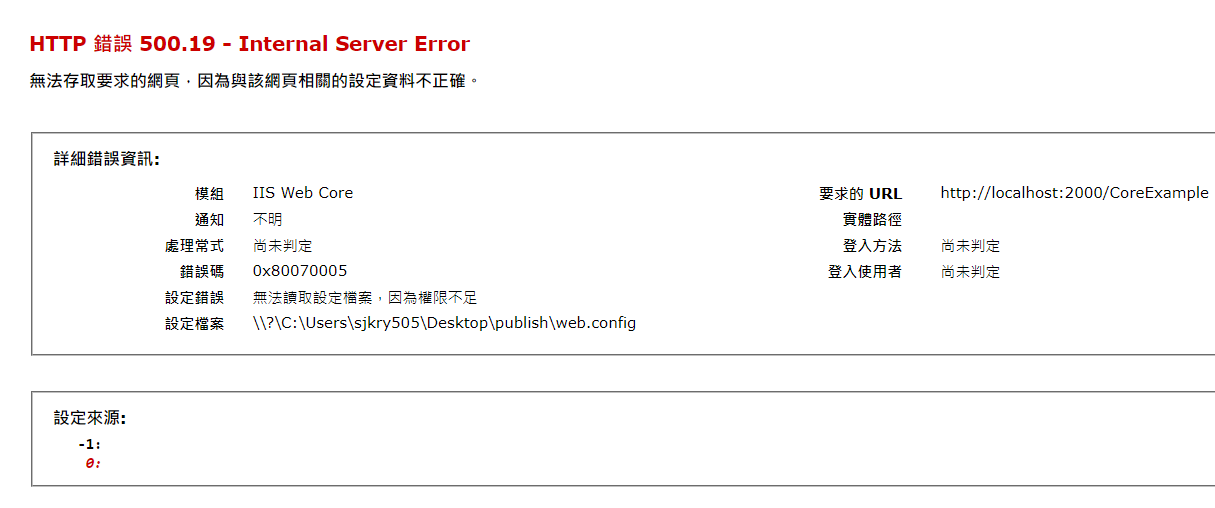 HTTP 錯誤 500.19 - Internal Server Error
無法存取要求的網頁，因為與該網頁相關的設定資料不正確。
詳細錯誤資訊:
模組 IIS Web Core
通知 不明
處理常式 尚未判定
錯誤碼 0x80070005
設定錯誤 無法讀取設定檔案，因為權限不足
設定檔案 \\?\C:\Users\sjkry505\Desktop\publish\web.config
要求的 URL http://localhost:2000/CoreExample
實體路徑
登入方法 尚未判定
登入使用者 尚未判定
設定來源:
-1:
0: